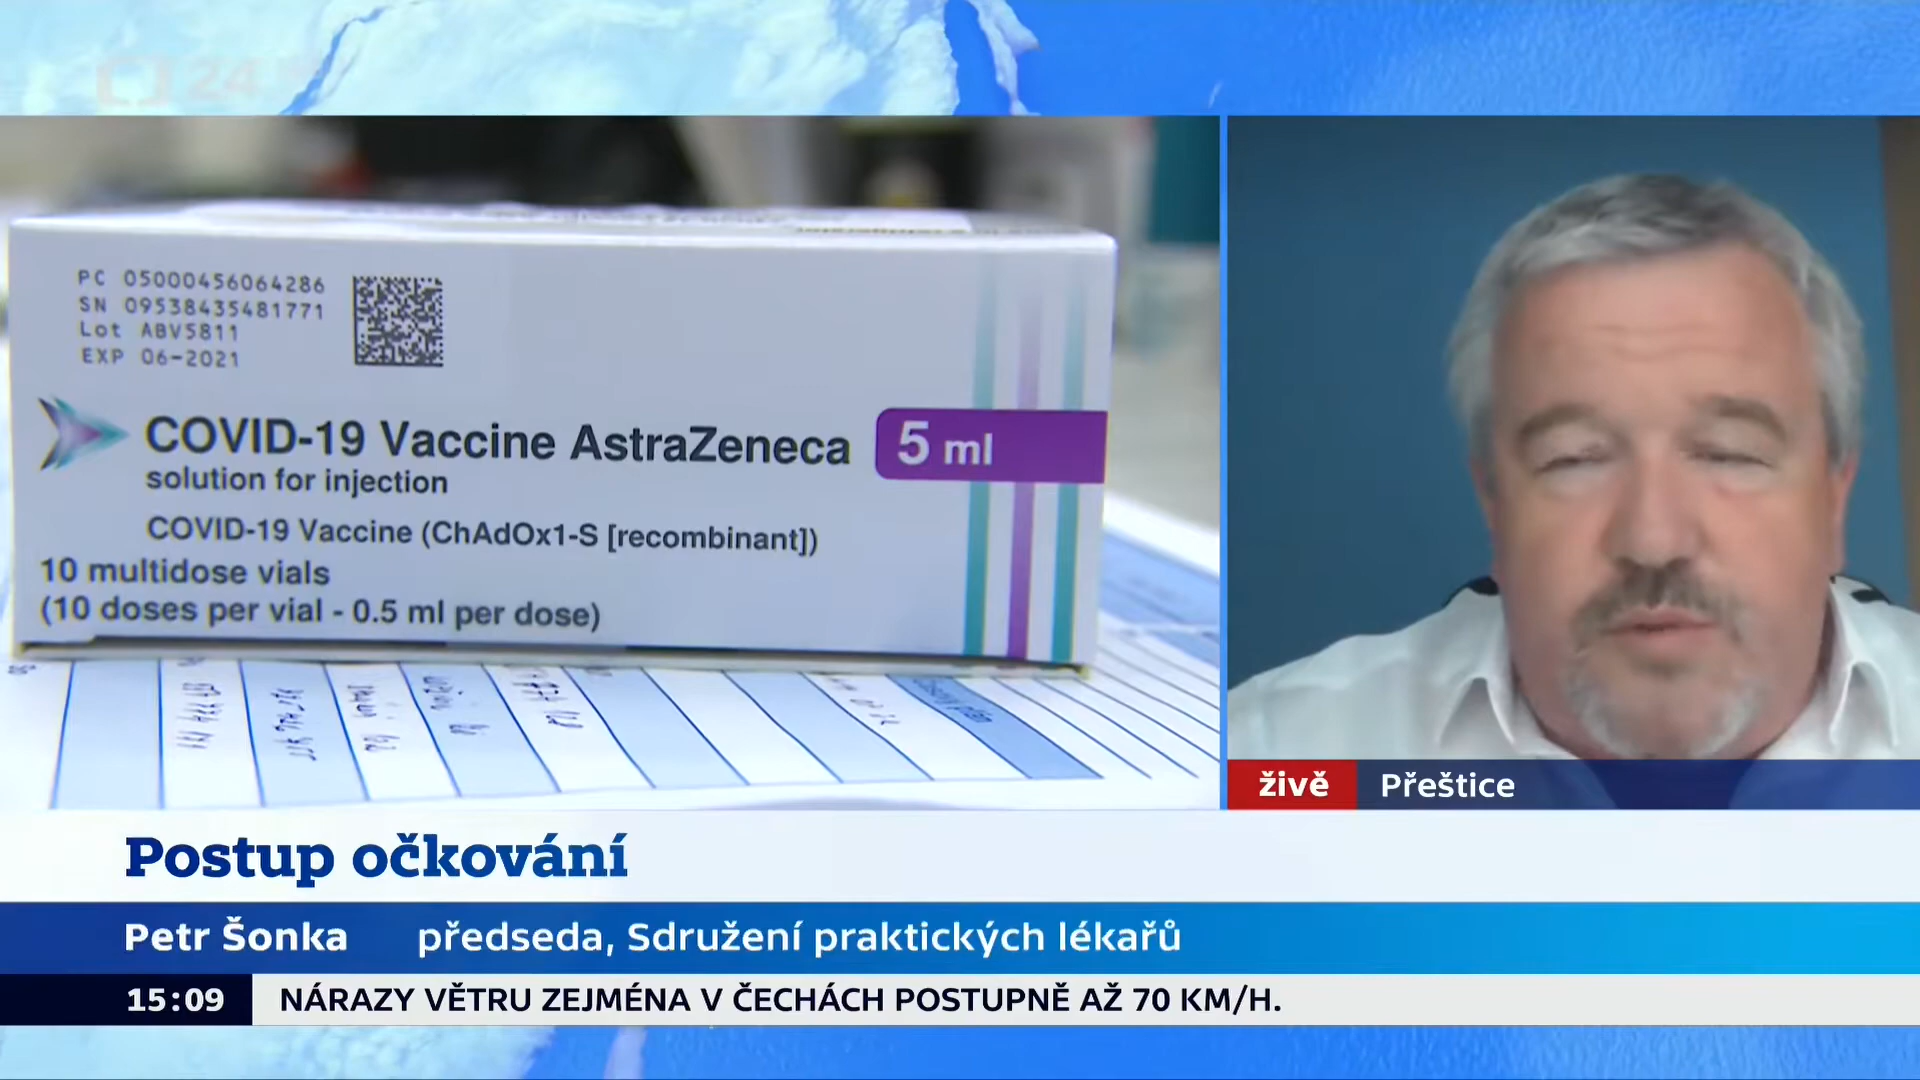 24
PC 05000456064286
SN 09538435481771
Lot ABV5811
EXP 06-2021
COVID-19 Vaccine AstraZeneca
5 ml
solution for injection
COVID-19 Vaccine (ChAdOx1-S [recombinant])
10 multidose vials
(10 doses per vial - 0.5 ml per dose)
živě
Přeštice
Postup očkování
Petr Šonka předseda, Sdružení praktických lékařů
15:09 NÁRAZY VĚTRU ZEJMÉNA V ČECHÁCH POSTUPNĚ AŽ 70 KM/H.